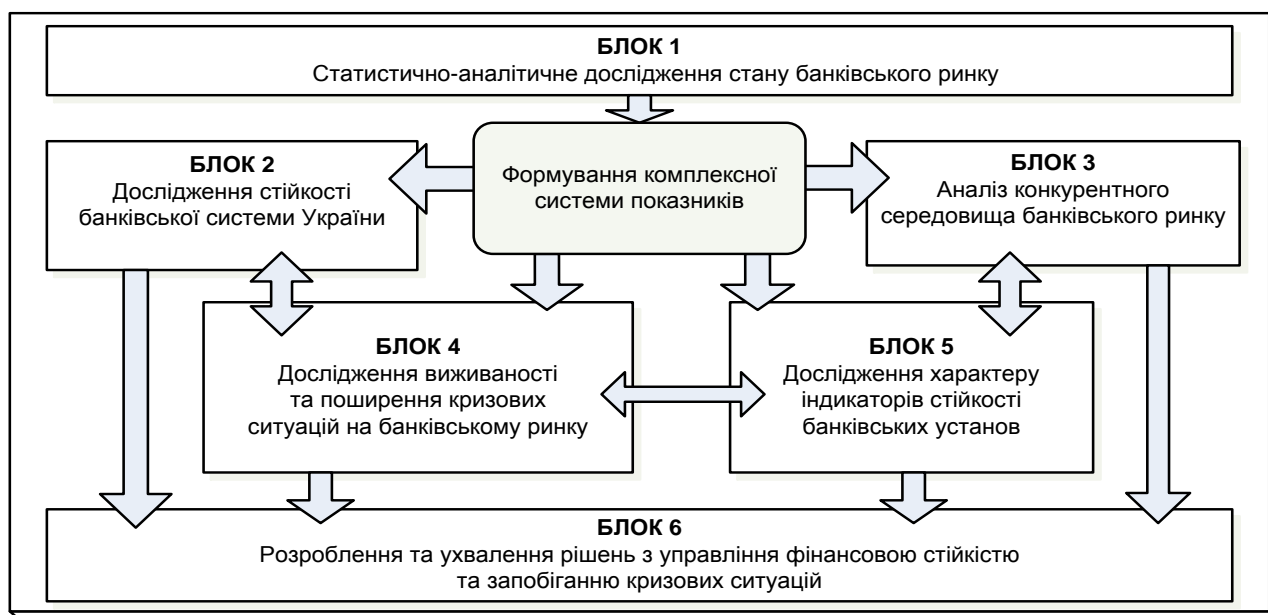 БЛОК 1
Статистично-аналітичне дослідження стану банківського ринку
Формування комплексної
системи показників
БЛОК 2
Дослідження стійкості
банківської системи України
БЛОК 3
Аналіз конкурентного
середовища банківського ринку
БЛОК 4
Дослідження виживаності
та поширення кризових
ситуацій на банківському ринку
БЛОК 5
Дослідження характеру
індикаторів стійкості
банківських установ
БЛОК 6
Розроблення та ухвалення рішень з управління фінансовою стійкістю
та запобіганню кризових ситуацій